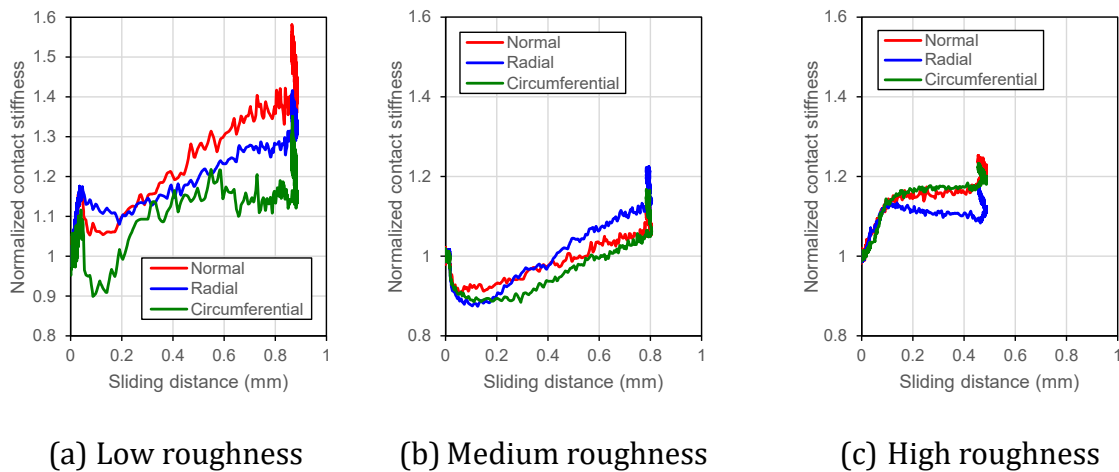 1.6
1.5
1.4
1.3
1.2
1.1
1
0.9
0.8
Normalized contact stiffness
Normal
Radial
Circumferential
0 0.2 0.4 0.6 0.8 1
Sliding distance (mm)
(a) Low roughness
1.6
1.4
1.2
1
0.8
Normalized contact stiffness
Normal
Radial
Circumferential
0 0.2 0.4 0.6 0.8 1
Sliding distance (mm)
(b) Medium roughness
1.6
1.4
1.2
1
0.8
Normalized contact stiffness
Normal
Radial
Circumferential
0 0.2 0.4 0.6 0.8 1
Sliding distance (mm)
(c) High roughness